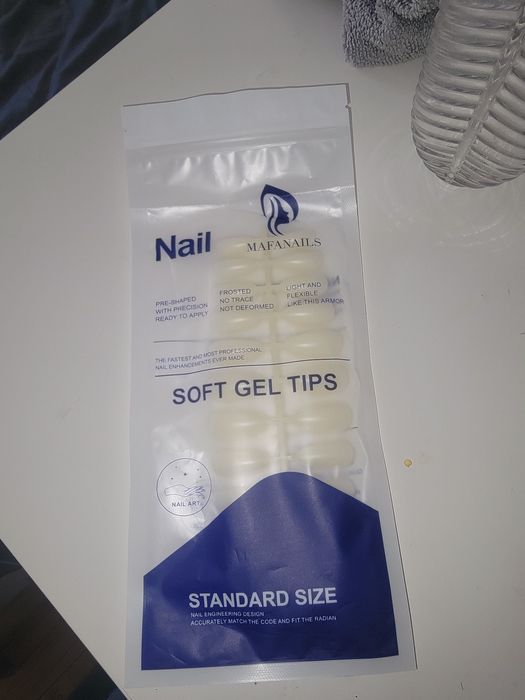 Nail
MAFANAILS
PRE-SHAPED
WITH PRECISION
READY TO APPLY
FROSTED
NO TRACE
NOT DEFORMED
LIGHT AND
FLEXIBLE
LIKE THIS ARMOR
THE FASTEST AND MOST PROFESSIONAL
NAIL ENHANCEMENTS EVER MADE
SOFT GEL TIPS
NAIL ART
STANDARD SIZE
NAIL ENGINEERING DESIGN
ACCURATELY MATCH THE CODE AND FIT THE RADIAN